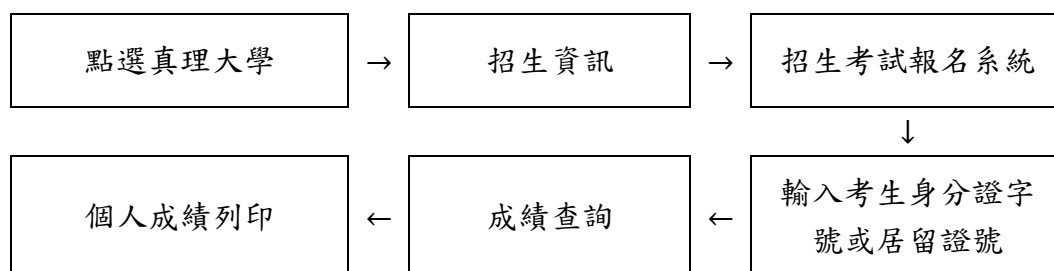 點選真理大學 → 招生資訊 → 招生考試報名系統
↓
個人成績列印 ← 成績查詢 ← 輸入考生身分證字
號或居留證號